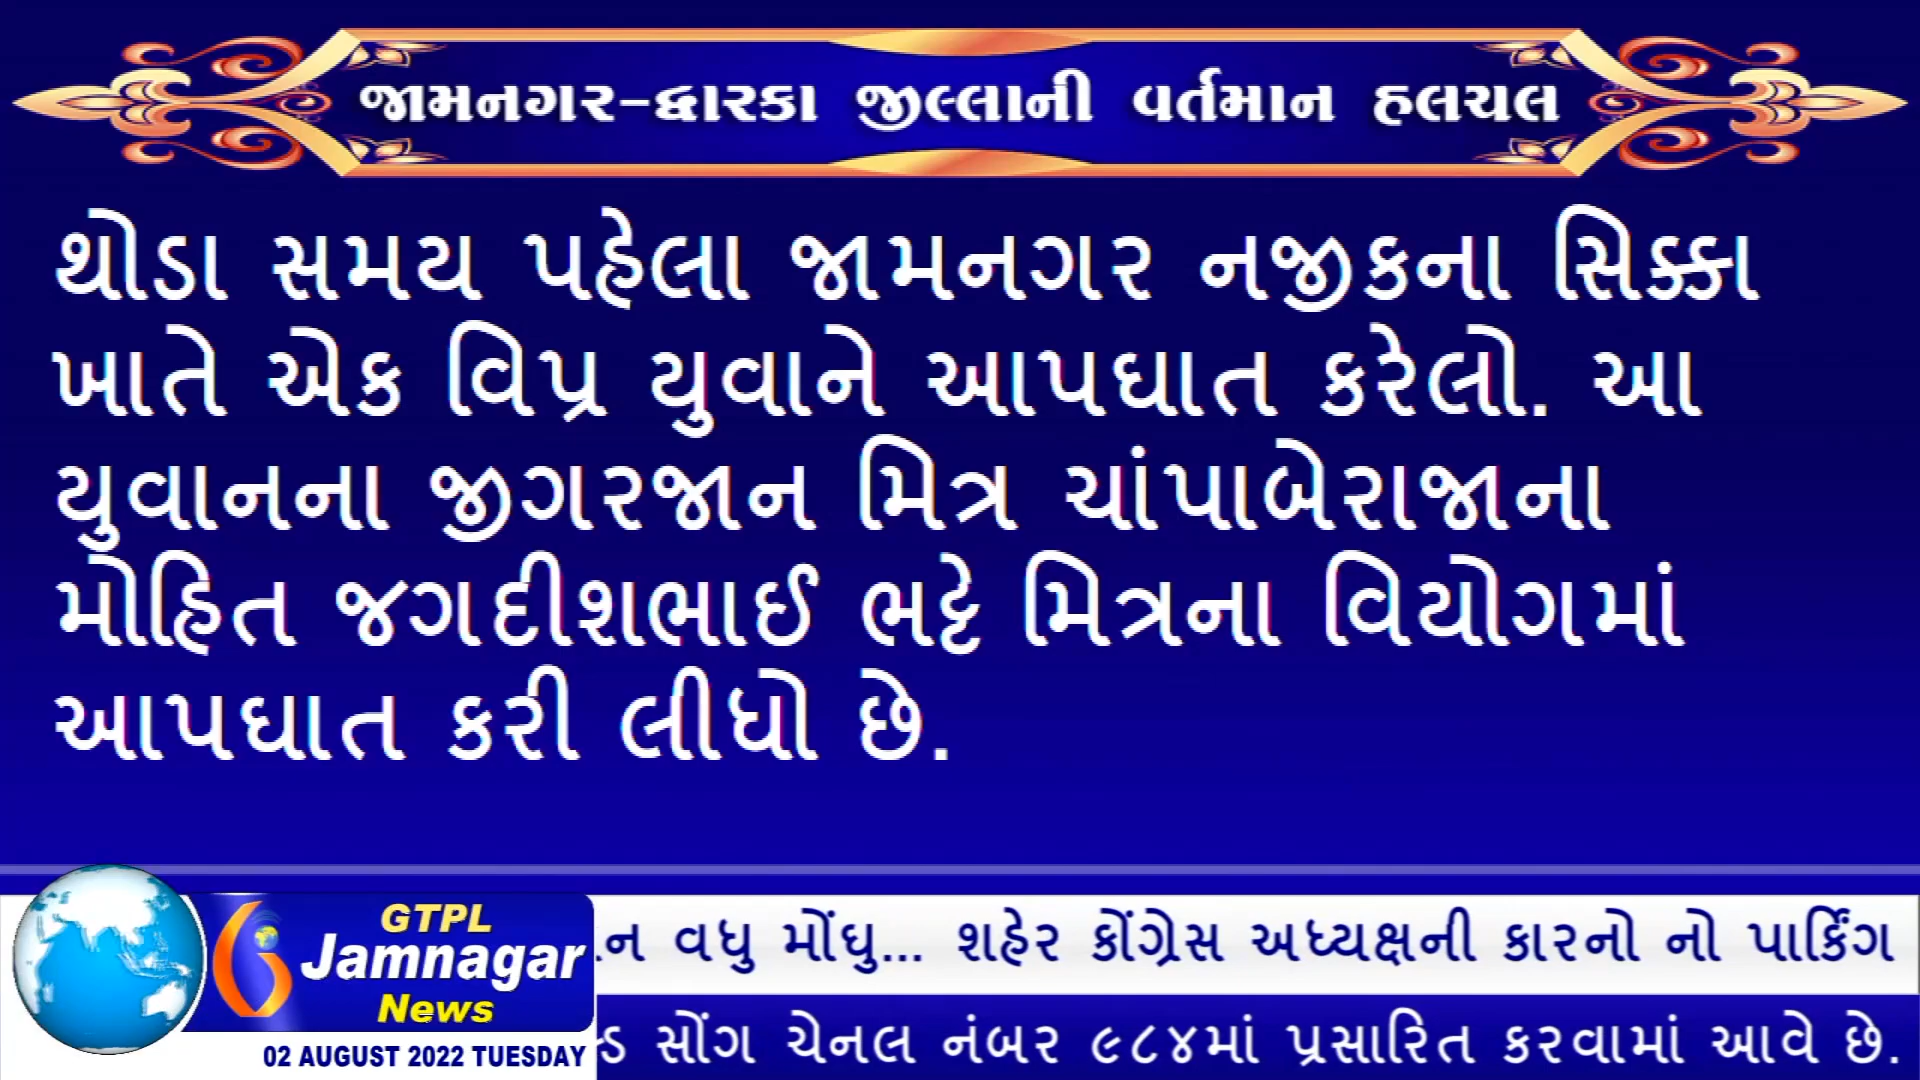 જામનગર-દ્વારકા જીલ્લાની વર્તમાન હલચલ
થોડા સમય પહેલા જામનગર નજીકના સિક્કા
ખાતે એક વિપ્ર યુવાને આપઘાત કરેલો. આ
યુવાનના જીગરજાન મિત્ર ચાંપાબેરાજાના
મોહિત જગદીશભાઈ ભટ્ટે મિત્રના વિયોગમાં
આપઘાત કરી લીધો છે.
GTPL
Jamnagar
News
02 AUGUST 2022 TUESDAY
વધુ મોંઘુ... શહેર કોંગ્રેસ અધ્યક્ષની કારનો નો પાર્કિંગ
સોંગ ચેનલ નંબર ૯૮૪માં પ્રસારિત કરવામાં આવે છે.